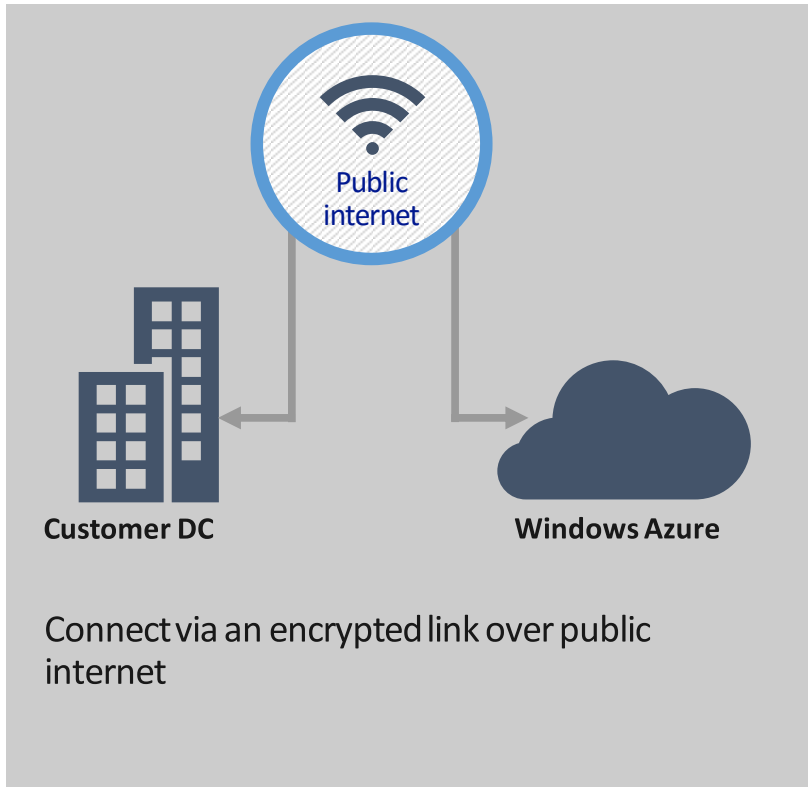 Public
internet
Customer DC
Windows Azure
Connect via an encrypted link over public
internet